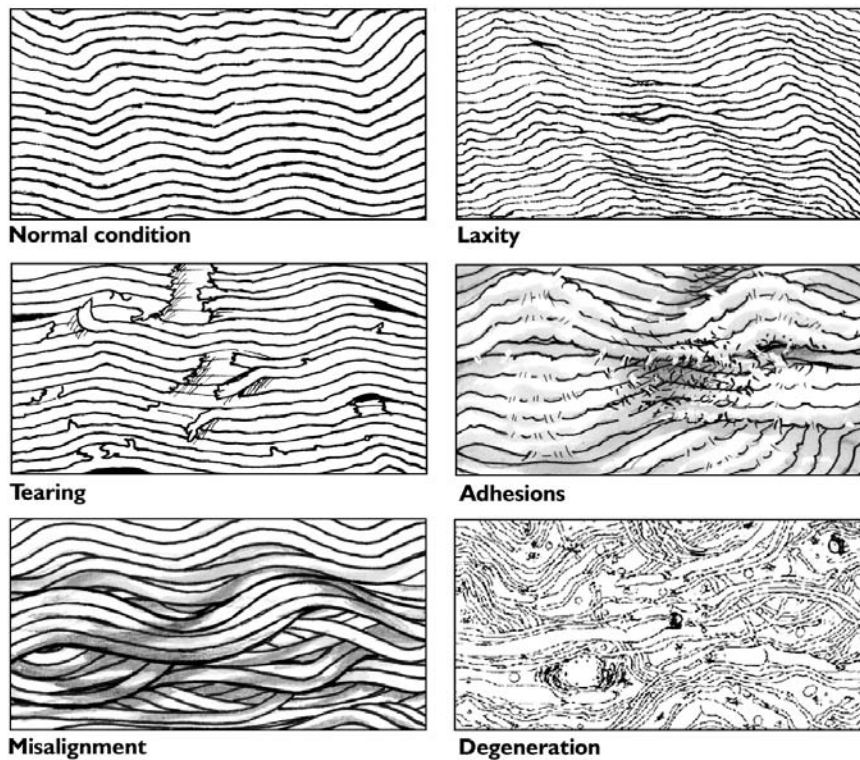 Normal condition
Laxity
Tearing
Adhesions
Misalignment
Degeneration